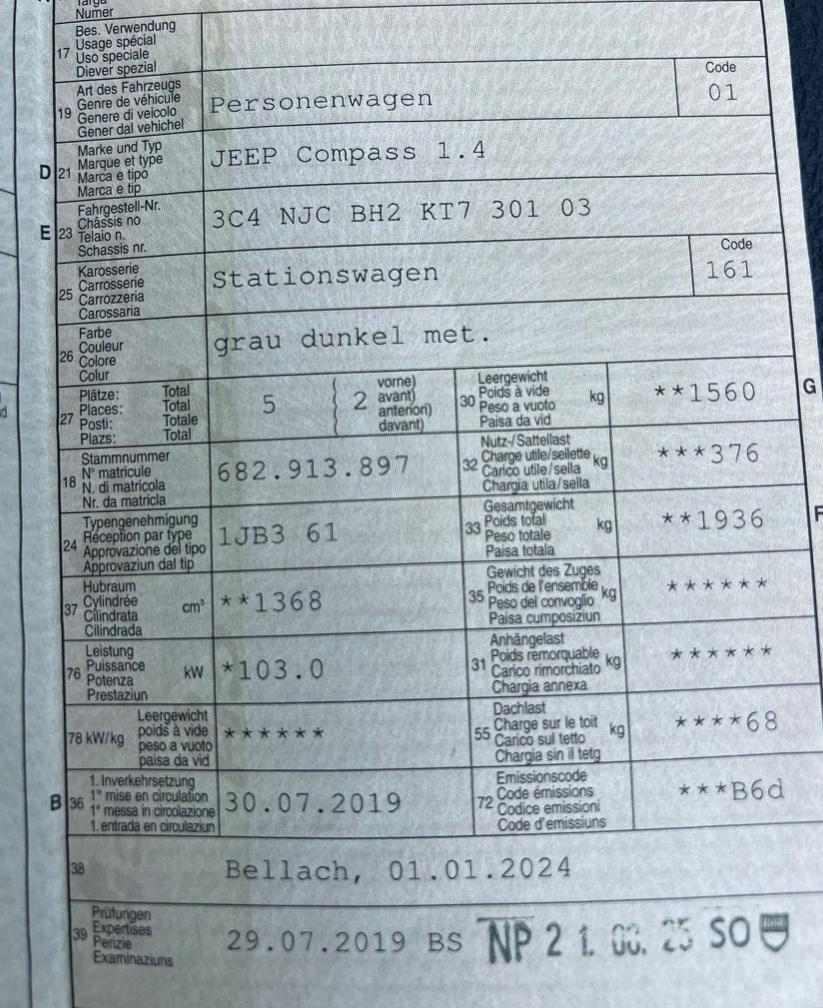 Targa
Numer
17
Bes. Verwendung
Usage spécial
Uso speciale
Diever spezial
19
Art des Fahrzeugs
Genre de véhicule
Genere di veicolo
Gener dal vehichel
Personenwagen
Code
01
D
21
Marke und Typ
Marque et type
Marca e tipo
Marca e tip
JEEP Compass 1.4
E
23
Fahrgestell-Nr.
Châssis no
Telaio n.
Schassis nr.
3C4 NJC BH2 KT7 301 03
25
Karosserie
Carrosserie
Carrozzeria
Carossaria
Stationswagen
Code
161
26
Farbe
Couleur
Colore
Colur
grau dunkel met.
27
Plätze: Total
Places: Total
Posti: Totale
Plazs: Total
5
2
vorne)
avant)
anteriori)
davant)
30
Leergewicht
Poids à vide
Peso a vuoto
Paisa da vid
kg
**1560
G
18
Stammnummer
N° matricule
N. di matricola
Nr. da matricla
682.913.897
32
Nutz-/Sattellast
Charge utile/sellette
Carico utile/sella
Chargia utila/sella
kg
***376
24
Typengenehmigung
Réception par type
Approvazione del tipo
Approvaziun dal tip
1JB3 61
33
Gesamtgewicht
Poids total
Peso totale
Paisa totala
kg
**1936
F
37
Hubraum
Cylindrée
Cilindrata
Cilindrada
cm³
**1368
35
Gewicht des Zuges
Poids de l'ensemble
Peso del convoglio
Paisa cumposiziun
kg
******
76
Leistung
Puissance
Potenza
Prestaziun
kW
*103.0
31
Anhängelast
Poids remorquable
Carico rimorchiato
Chargia annexa
kg
******
78 kW/kg
Leergewicht
poids à vide
peso a vuoto
paisa da vid
******
55
Dachlast
Charge sur le toit
Carico sul tetto
Chargia sin il tetg
kg
****68
B
36
1. Inverkehrsetzung
1re mise en circulation
1a messa in circolazione
1. entrada en circulaziun
30.07.2019
72
Emissionscode
Code émissions
Codice emissioni
Code d'emissiuns
***B6d
38
Bellach, 01.01.2024
39
Prüfungen
Expertises
Perizie
Examinaziuns
29.07.2019 BS
NP 2 1. 25 SO